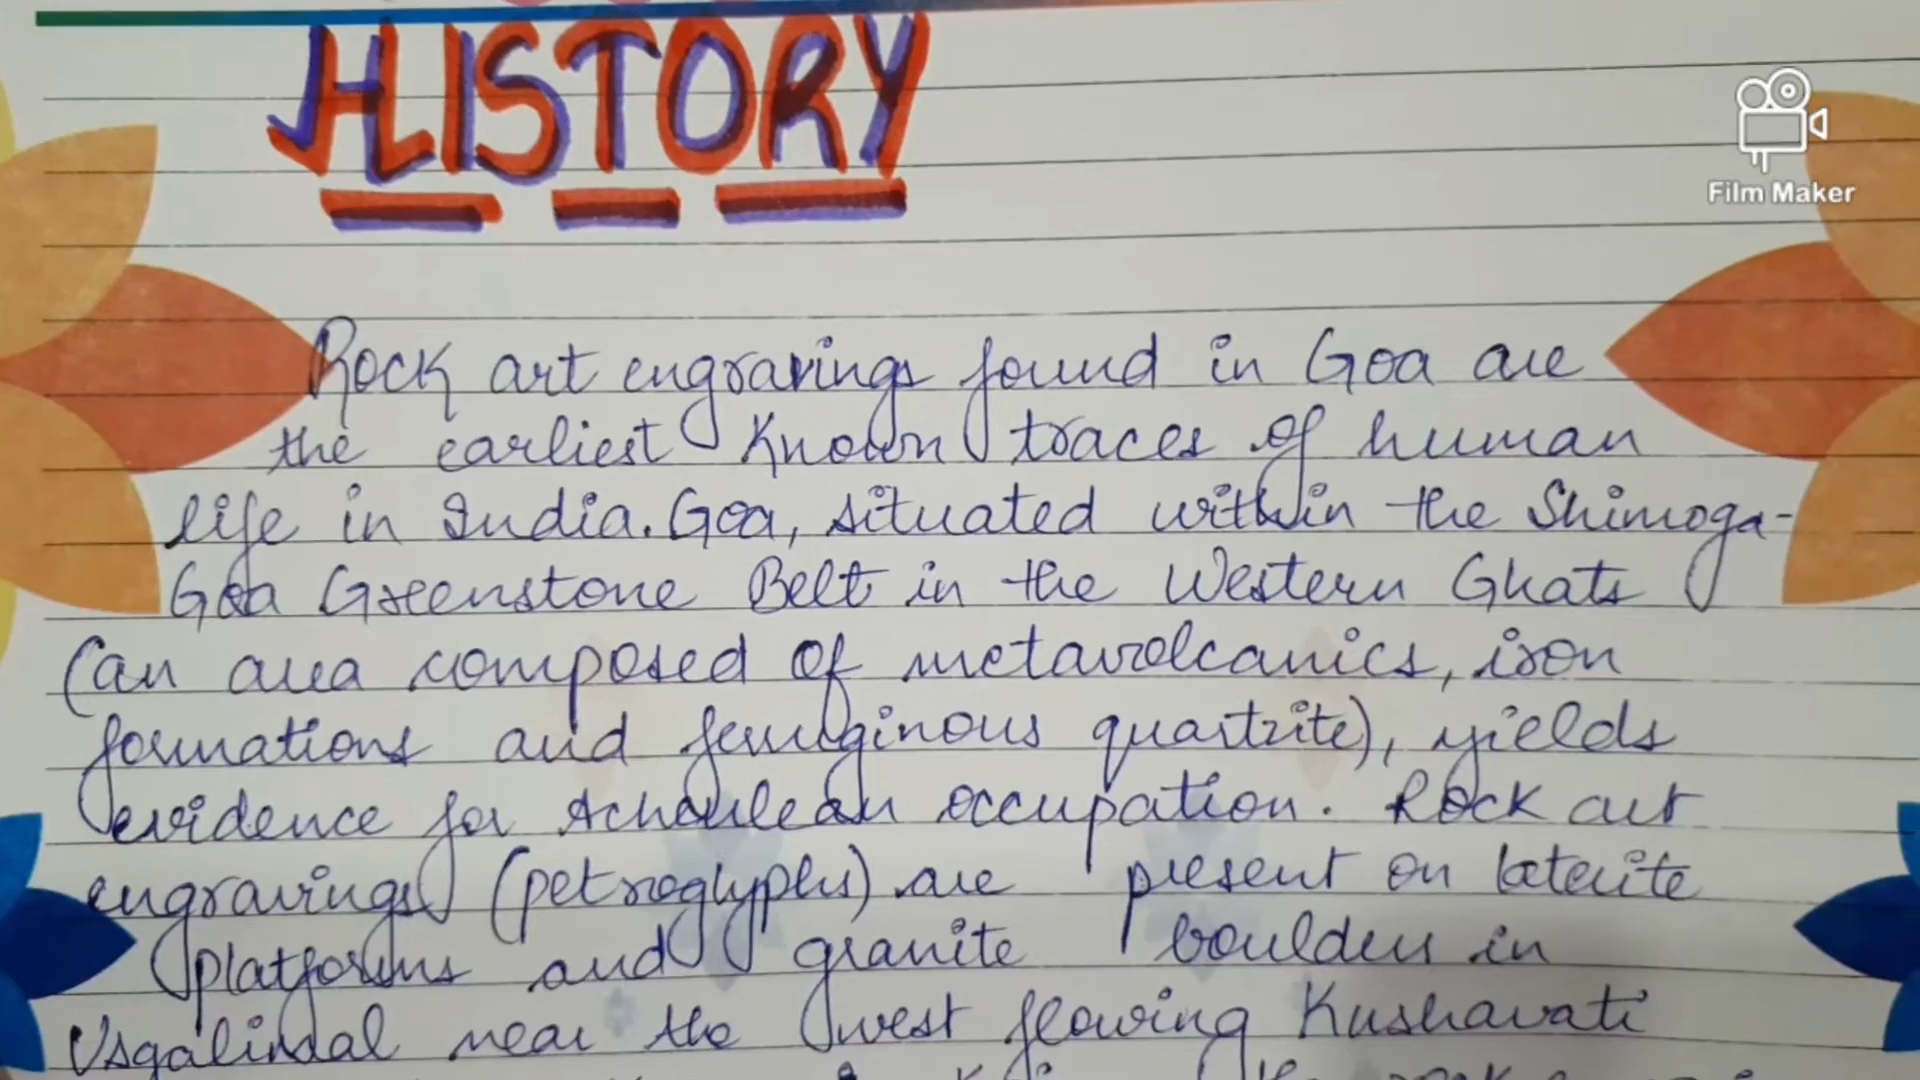 HISTORY
Film Maker
Rock art engravings found in Goa are
the earliest Known traces of human
life in India. Goa, situated within the Shimoga-
Goa Greenstone Belt in the Western Ghats
(an area composed of metavolcanics, iron
formations and ferruginous quartzite), yields
evidence for Acheulean occupation. Rock art
engravings (petroglyphs) are present on laterite
platforms and granite boulders in
Usgalimal near the west flowing Kushavati